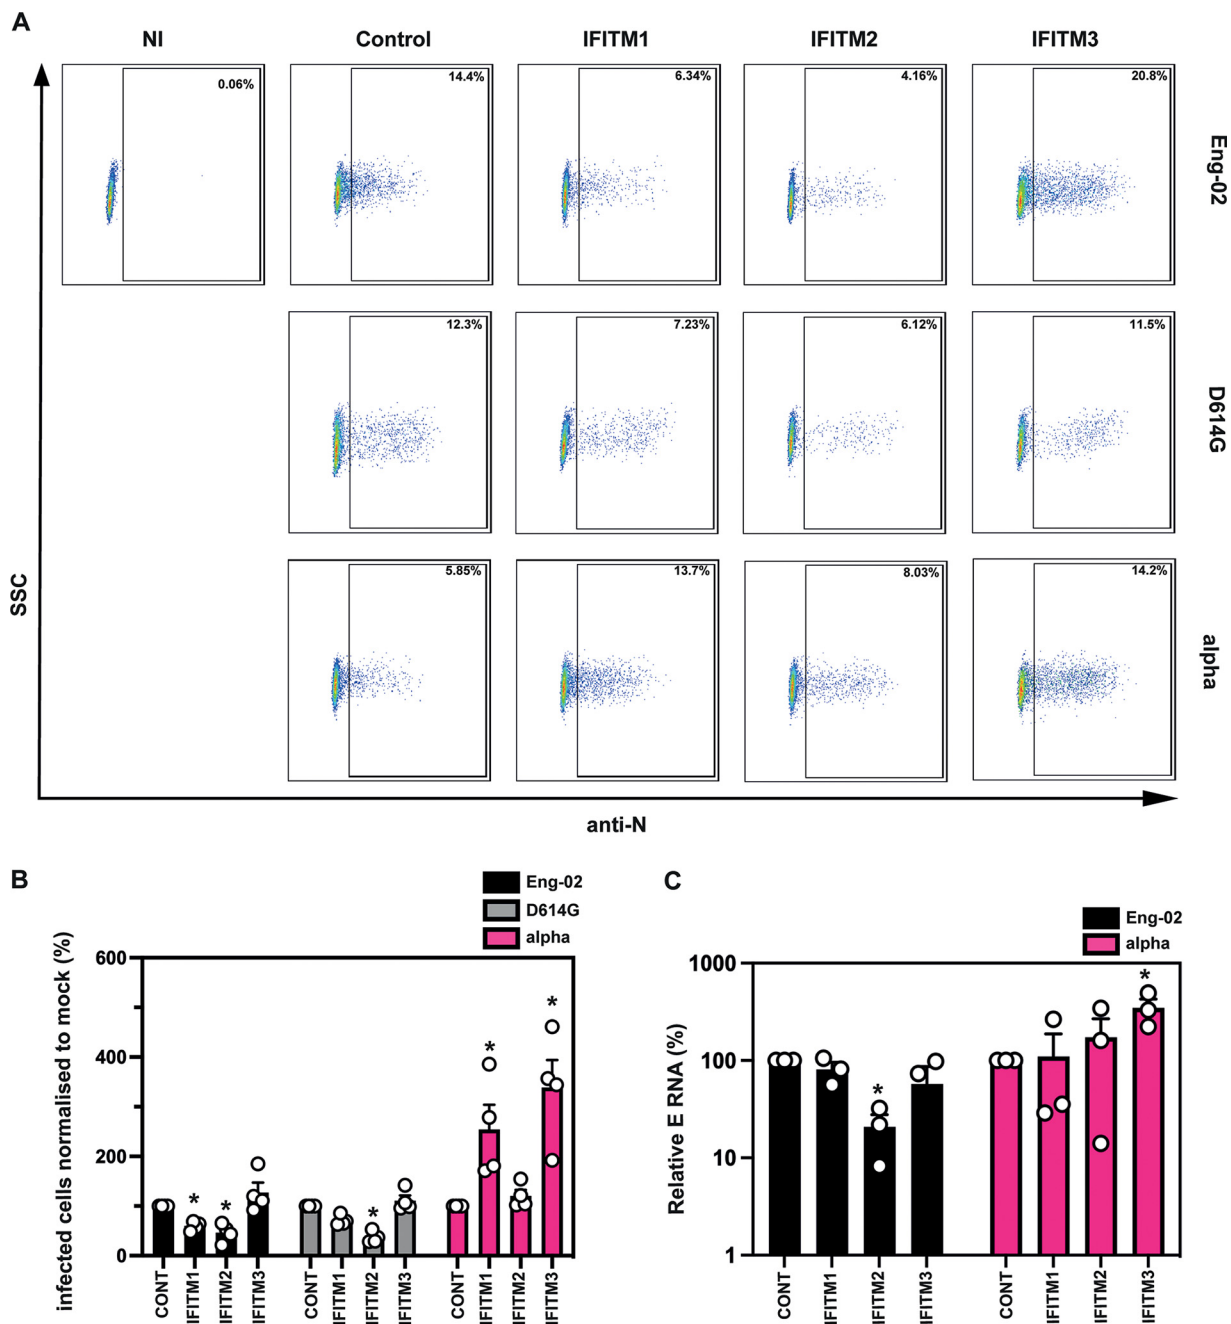 A
NI Control IFITM1 IFITM2 IFITM3
0.06% 14.4% 6.34% 4.16% 20.8%
Eng-02
12.3% 7.23% 6.12% 11.5%
D614G
5.85% 13.7% 8.03% 14.2%
alpha
SSC
anti-N
B
Eng-02
D614G
alpha
infected cells normalised to mock (%)
600
400
200
0
* * * * *
CONT IFITM1 IFITM2 IFITM3 CONT IFITM1 IFITM2 IFITM3 CONT IFITM1 IFITM2 IFITM3
C
Eng-02
alpha
Relative E RNA (%)
1000
100
10
1
* *
CONT IFITM1 IFITM2 IFITM3 CONT IFITM1 IFITM2 IFITM3